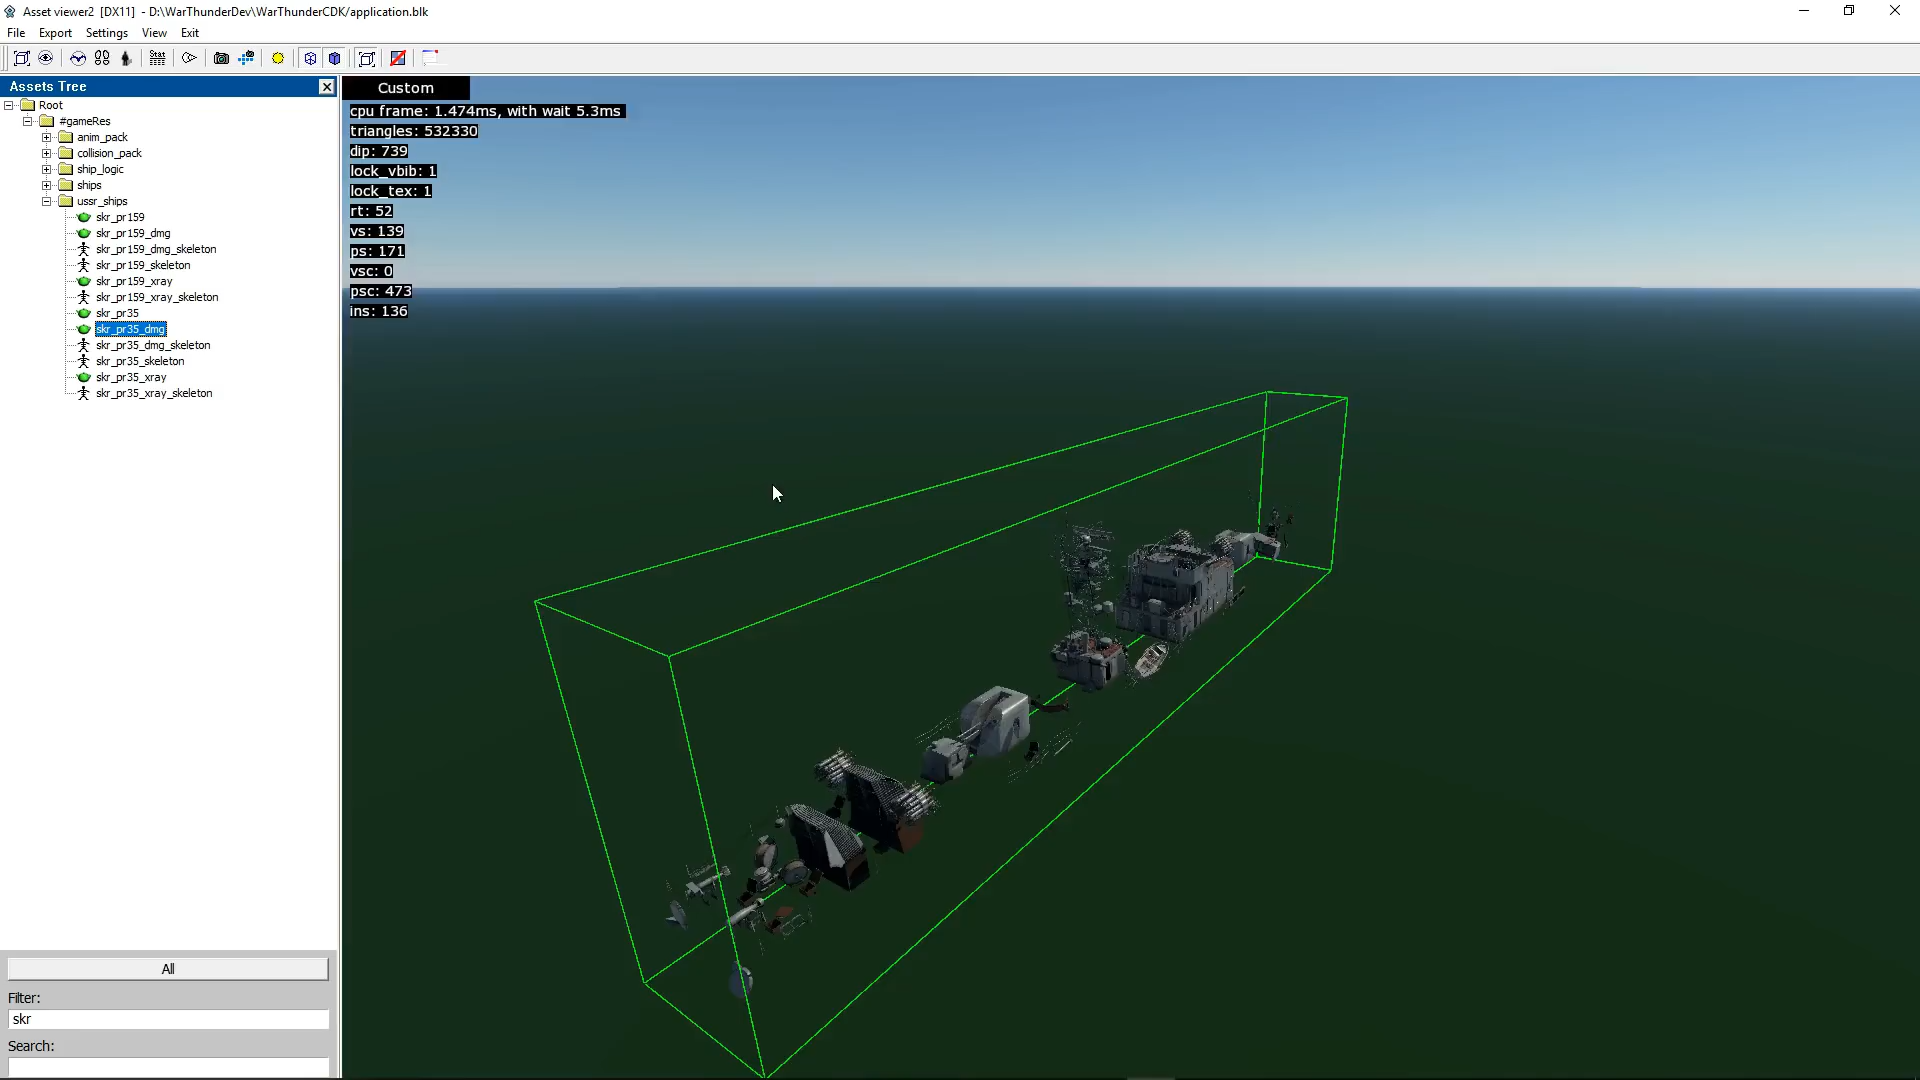 Asset viewer2 [DX11] - D:\WarThunderDev\WarThunderCDK/application.blk
File Export Settings View Exit
Stat
Assets Tree
Root
#gameRes
anim_pack
collision_pack
ship_logic
ships
ussr_ships
skr_pr159
skr_pr159_dmg
skr_pr159_dmg_skeleton
skr_pr159_skeleton
skr_pr159_xray
skr_pr159_xray_skeleton
skr_pr35
skr_pr35_dmg
skr_pr35_dmg_skeleton
skr_pr35_skeleton
skr_pr35_xray
skr_pr35_xray_skeleton
All
Filter:
skr
Search:
Custom
cpu frame: 1.474ms, with wait 5.3ms
triangles: 532330
dip: 739
lock_vbib: 1
lock_tex: 1
rt: 52
vs: 139
ps: 171
vsc: 0
psc: 473
ins: 136